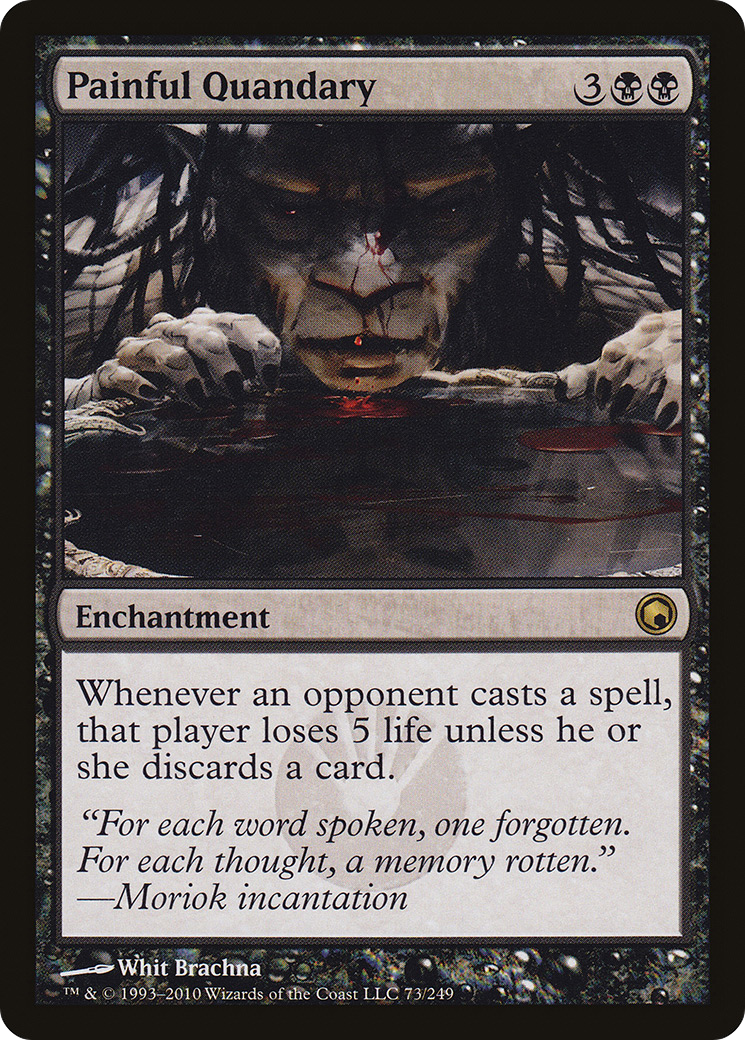 Painful Quandary 3
Enchantment
Whenever an opponent casts a spell,
that player loses 5 life unless he or
she discards a card.
“For each word spoken, one forgotten.
For each thought, a memory rotten.”
—Moriok incantation
Whit Brachna
™ & © 1993–2010 Wizards of the Coast LLC 73/249